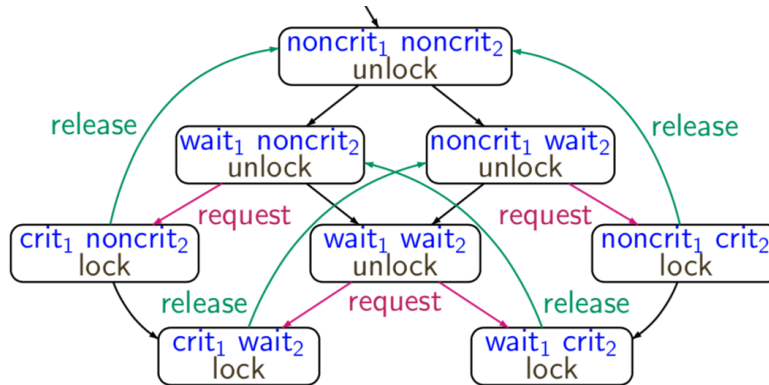 noncrit₁ noncrit₂
unlock
release
release
wait₁ noncrit₂
unlock
noncrit₁ wait₂
unlock
request
request
crit₁ noncrit₂
lock
wait₁ wait₂
unlock
noncrit₁ crit₂
lock
release
request
release
crit₁ wait₂
lock
wait₁ crit₂
lock